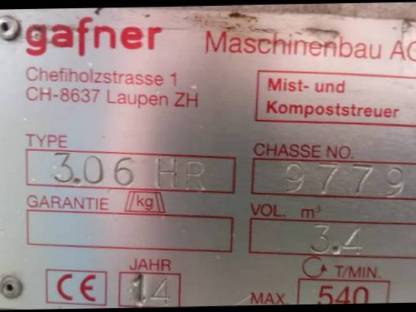 gafner Maschinenbau AG
Chefiholzstrasse 1
CH-8637 Laupen ZH
Mist- und
Kompoststreuer
TYPE CHASSE NO.
3.06 HR 9779
GARANTIE kg VOL. m³
3.4
JAHR T/MIN.
CE 14 MAX. 540